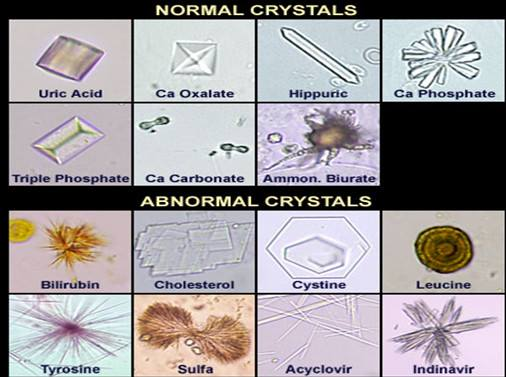 NORMAL CRYSTALS
Uric Acid Ca Oxalate Hippuric Ca Phosphate
Triple Phosphate Ca Carbonate Ammon. Biurate
ABNORMAL CRYSTALS
Bilirubin Cholesterol Cystine Leucine
Tyrosine Sulfa Acyclovir Indinavir